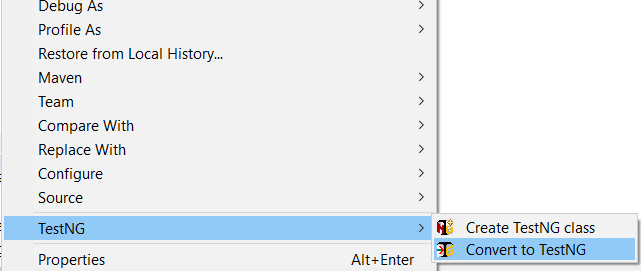 Debug As
Profile As
Restore from Local History...
Maven
Team
Compare With
Replace With
Configure
Source
TestNG
Create TestNG class
Convert to TestNG
Properties Alt+Enter